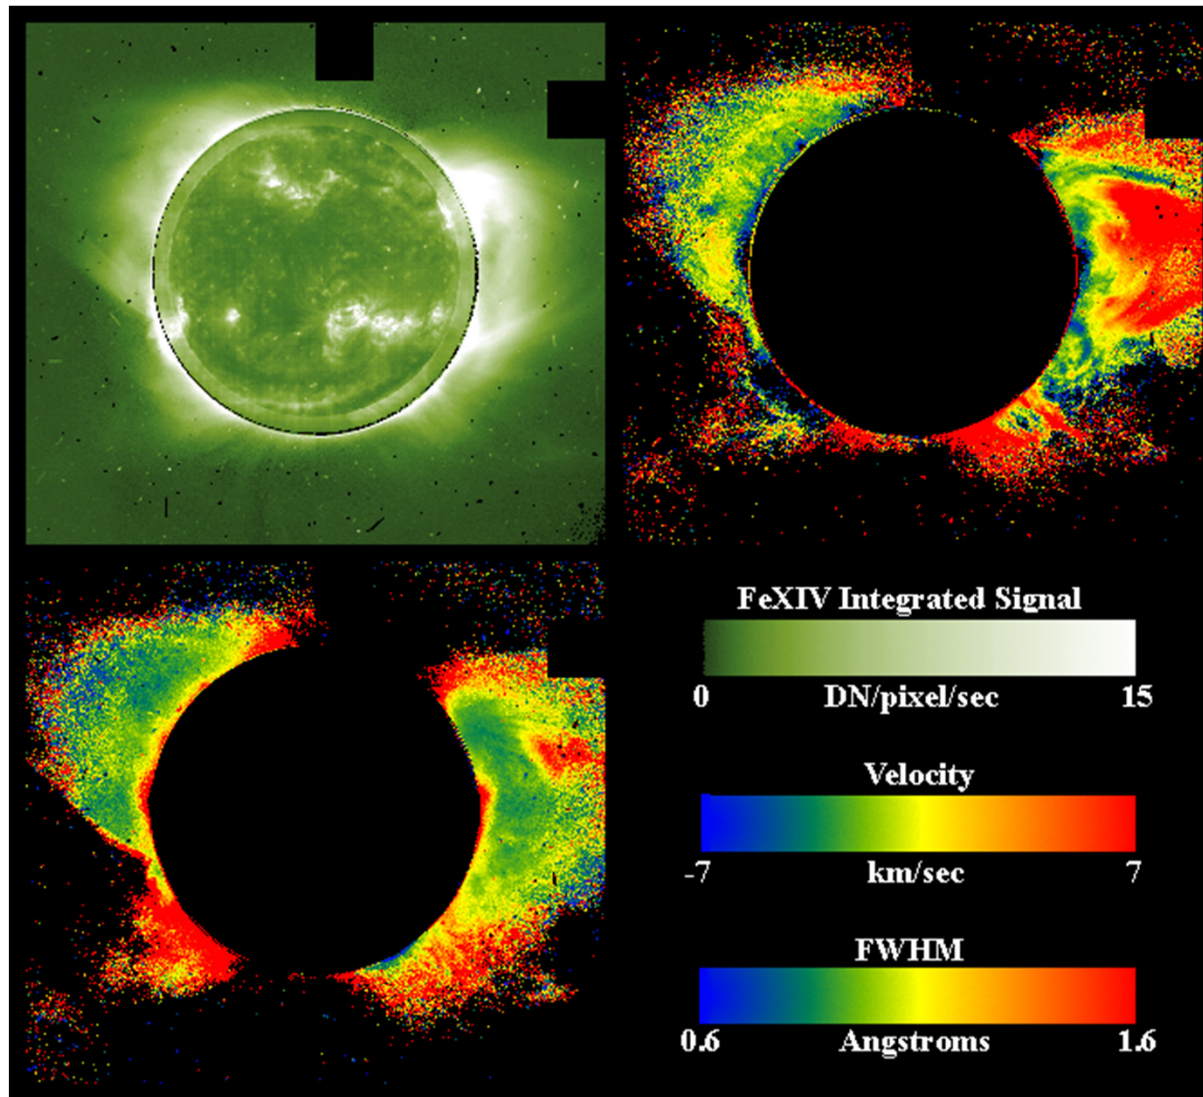 FeXIV Integrated Signal
0 DN/pixel/sec 15
Velocity
-7 km/sec 7
FWHM
0.6 Angstroms 1.6